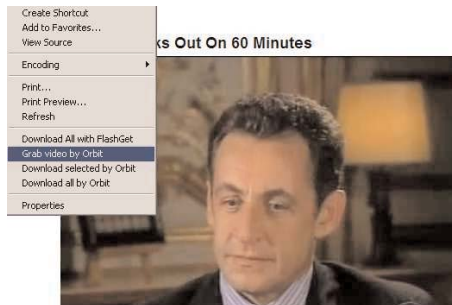 Create Shortcut
Add to Favorites...
View Source
ks Out On 60 Minutes
Encoding
Print...
Print Preview...
Refresh
Download All with FlashGet
Grab video by Orbit
Download selected by Orbit
Download all by Orbit
Properties